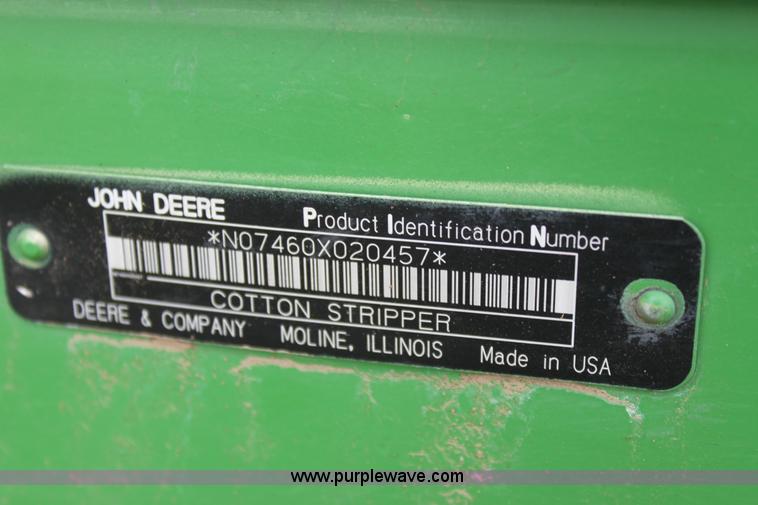 JOHN DEERE Product Identification Number
*N07460X020457*
COTTON STRIPPER
DEERE & COMPANY MOLINE, ILLINOIS Made in USA
www.purplewave.com